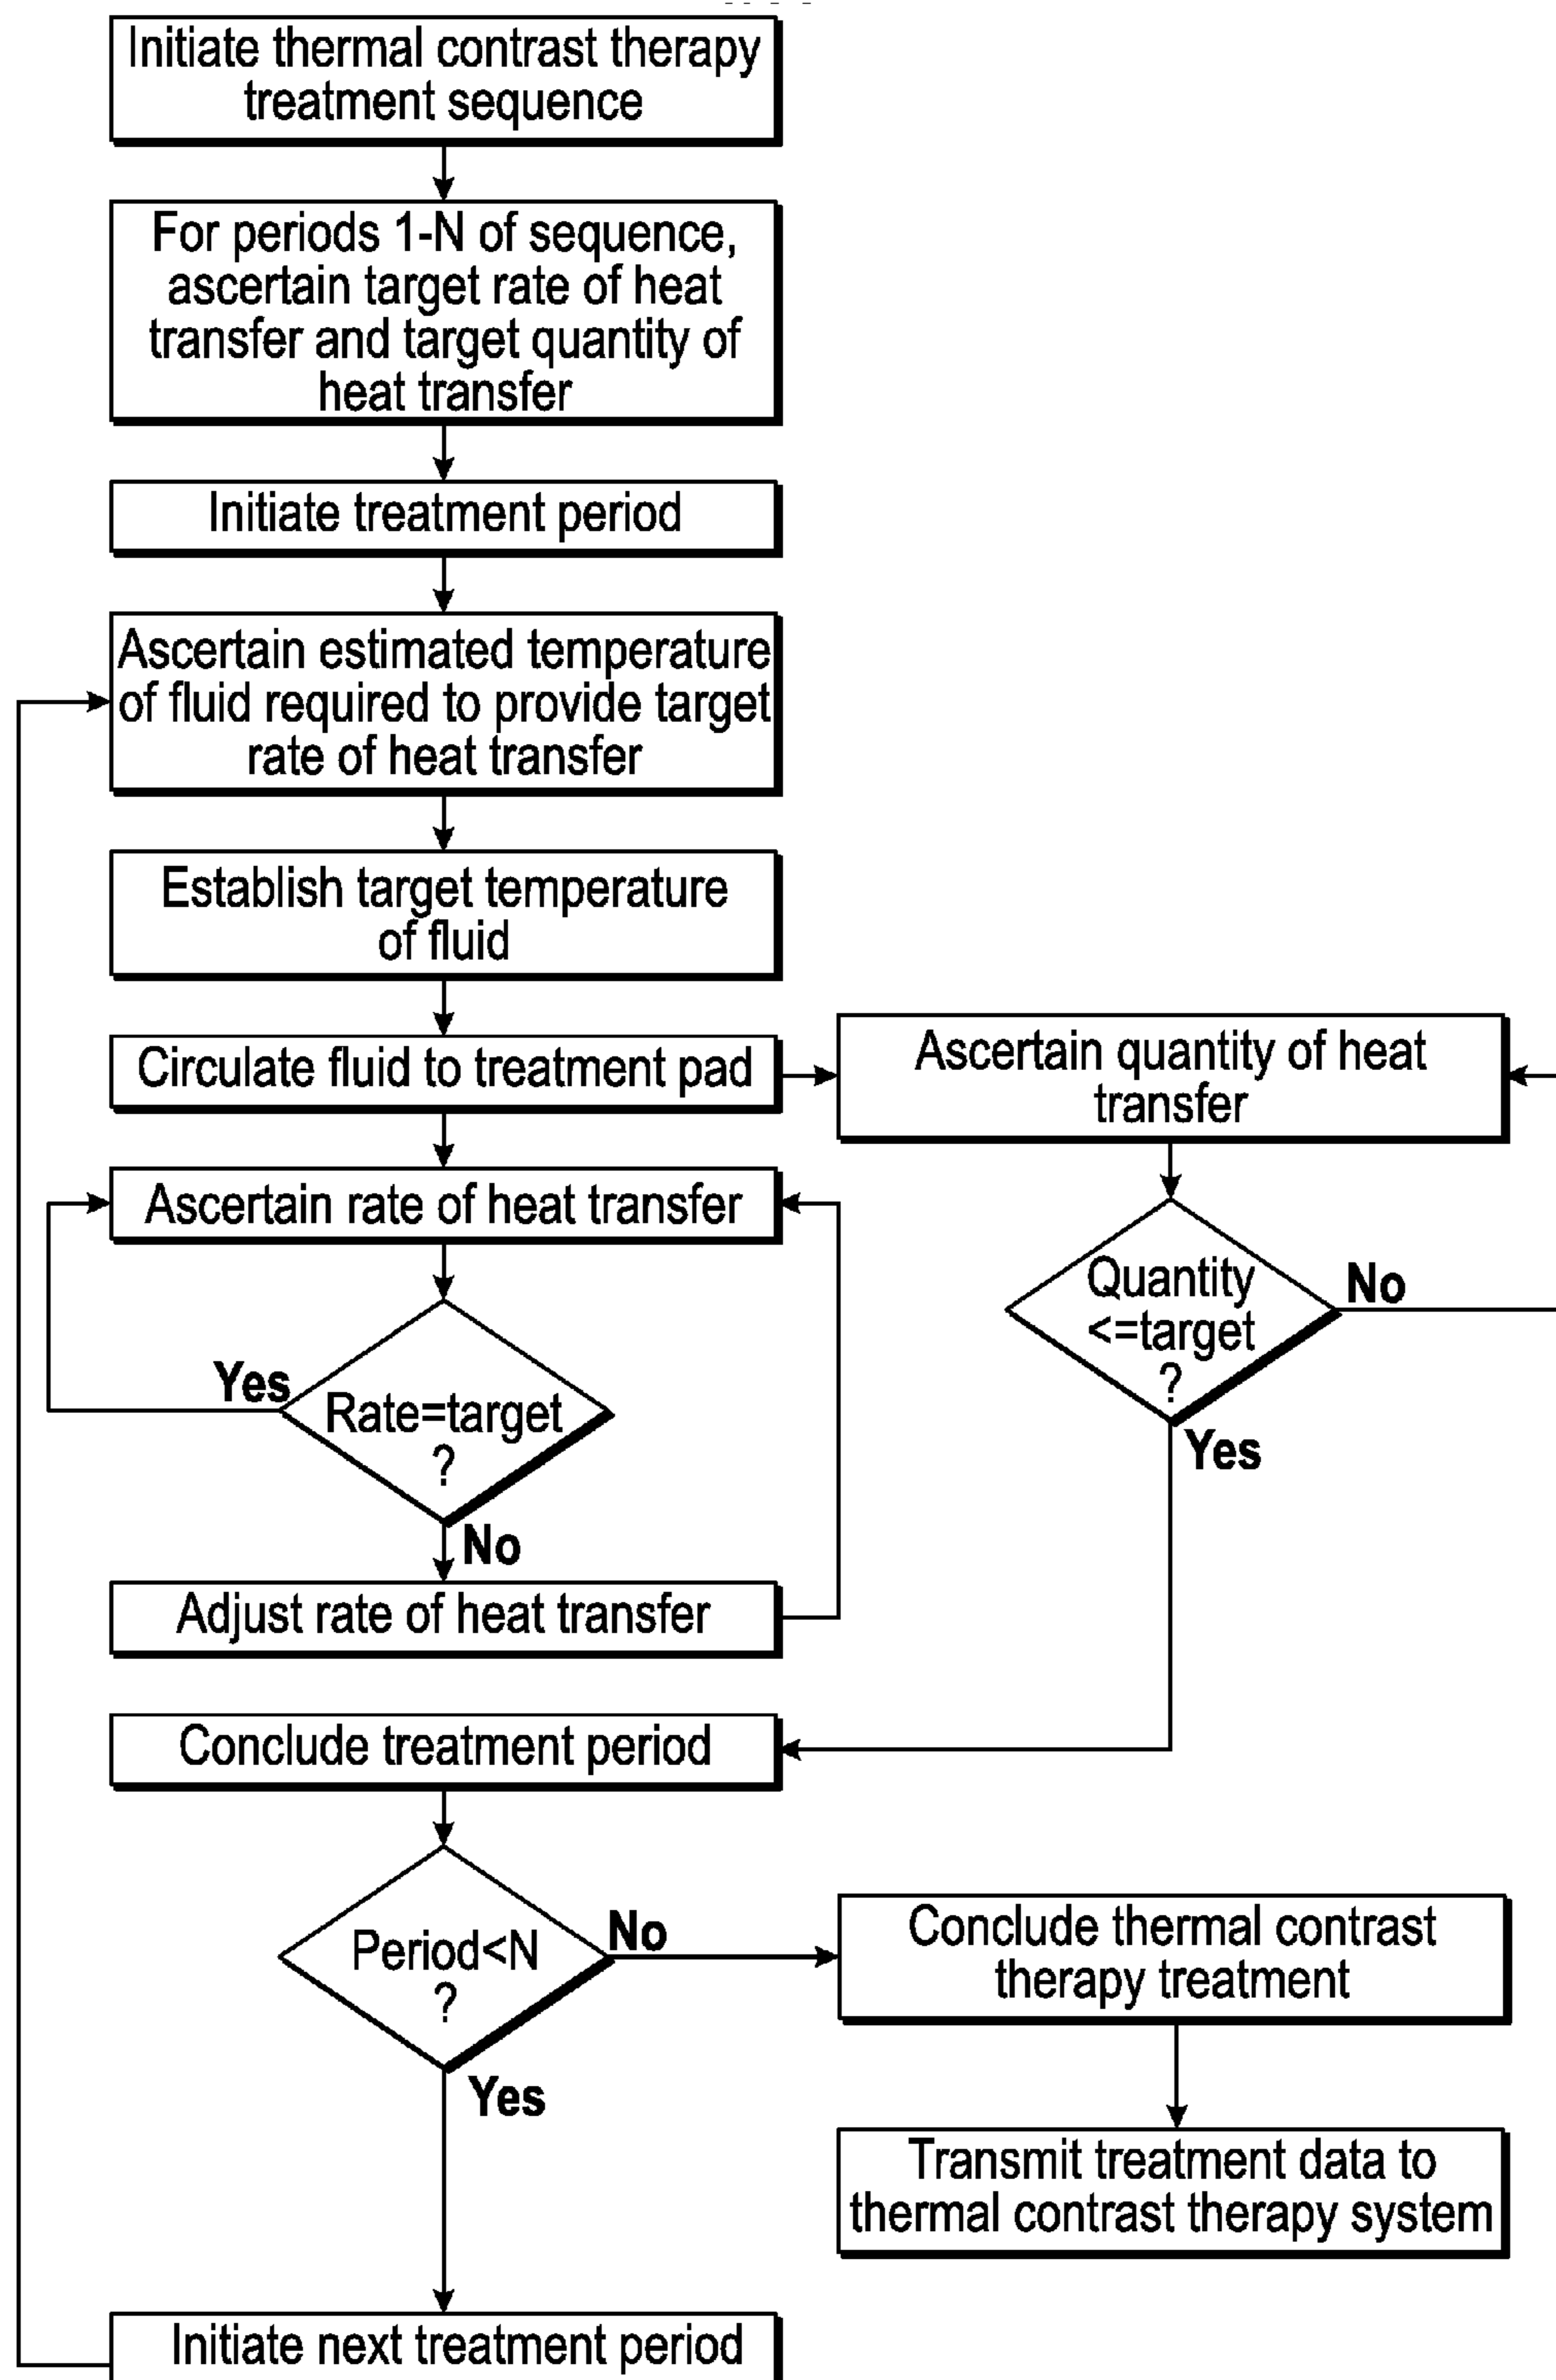 Initiate thermal contrast therapy
treatment sequence
For periods 1-N of sequence,
ascertain target rate of heat
transfer and target quantity of
heat transfer
Initiate treatment period
Ascertain estimated temperature
of fluid required to provide target
rate of heat transfer
Establish target temperature
of fluid
Circulate fluid to treatment pad
Ascertain quantity of heat
transfer
Ascertain rate of heat transfer
Quantity
<=target
?
No
Yes
Yes
Rate=target
?
No
Adjust rate of heat transfer
Conclude treatment period
Period<N
?
No
Yes
Conclude thermal contrast
therapy treatment
Transmit treatment data to
thermal contrast therapy system
Initiate next treatment period